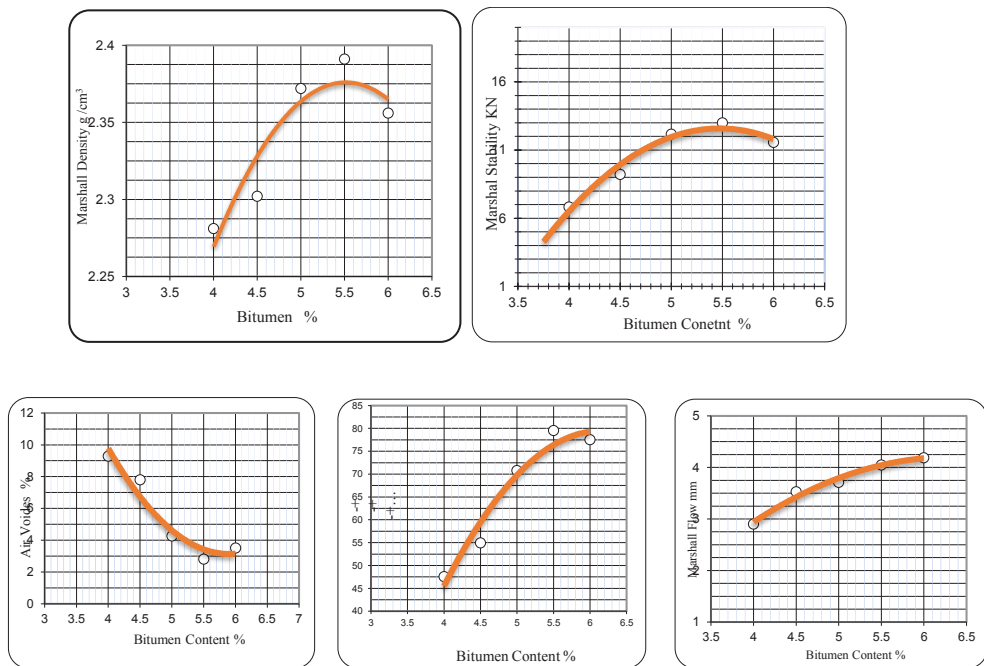 2.4
2.35
2.3
2.25
3 3.5 4 4.5 5 5.5 6 6.5
Marshall Density g /cm³
Bitumen %
16
11
6
1
3.5 4 4.5 5 5.5 6 6.5
Marshal Stability KN
Bitumen Conetnt %
12
10
8
6
4
2
0
3 3.5 4 4.5 5 5.5 6 6.5 7
Air Voides %
Bitumen Content %
85
80
75
70
65
60
55
50
45
40
3 3.5 4 4.5 5 5.5 6 6.5
Bitumen Content %
5
4
3
2
1
3.5 4 4.5 5 5.5 6 6.5
Marshall Flow mm
Bitumen Content %